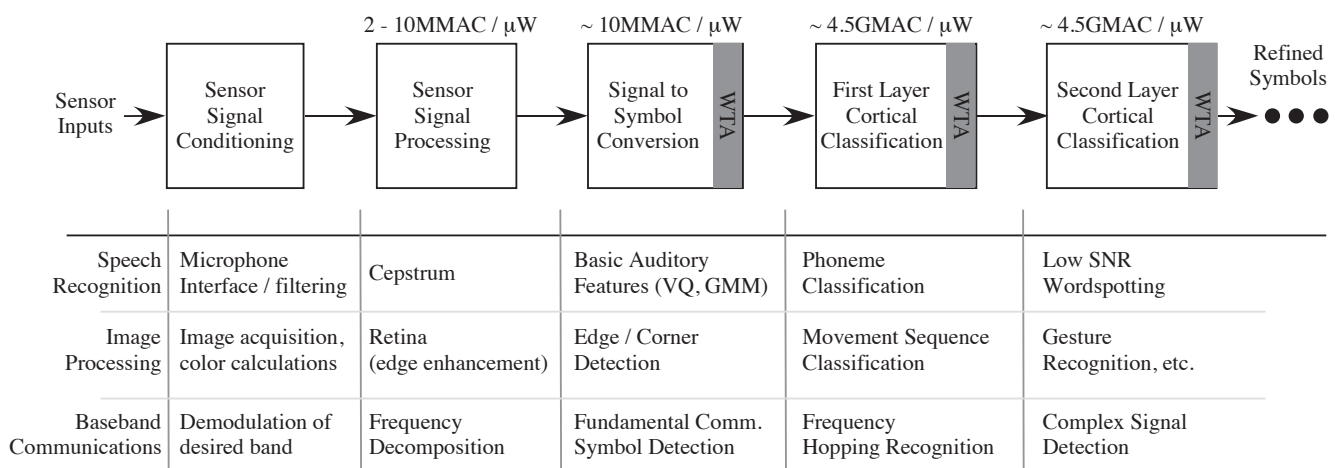 2 - 10MMAC / μW
~ 10MMAC / μW
~ 4.5GMAC / μW
~ 4.5GMAC / μW
Sensor
Inputs
Sensor
Signal
Conditioning
Sensor
Signal
Processing
Signal to
Symbol
Conversion
WTA
First Layer
Cortical
Classification
WTA
Second Layer
Cortical
Classification
WTA
Refined
Symbols
Speech
Recognition
Microphone
Interface / filtering
Cepstrum
Basic Auditory
Features (VQ, GMM)
Phoneme
Classification
Low SNR
Wordspotting
Image
Processing
Image acquisition,
color calculations
Retina
(edge enhancement)
Edge / Corner
Detection
Movement Sequence
Classification
Gesture
Recognition, etc.
Baseband
Communications
Demodulation of
desired band
Frequency
Decomposition
Fundamental Comm.
Symbol Detection
Frequency
Hopping Recognition
Complex Signal
Detection